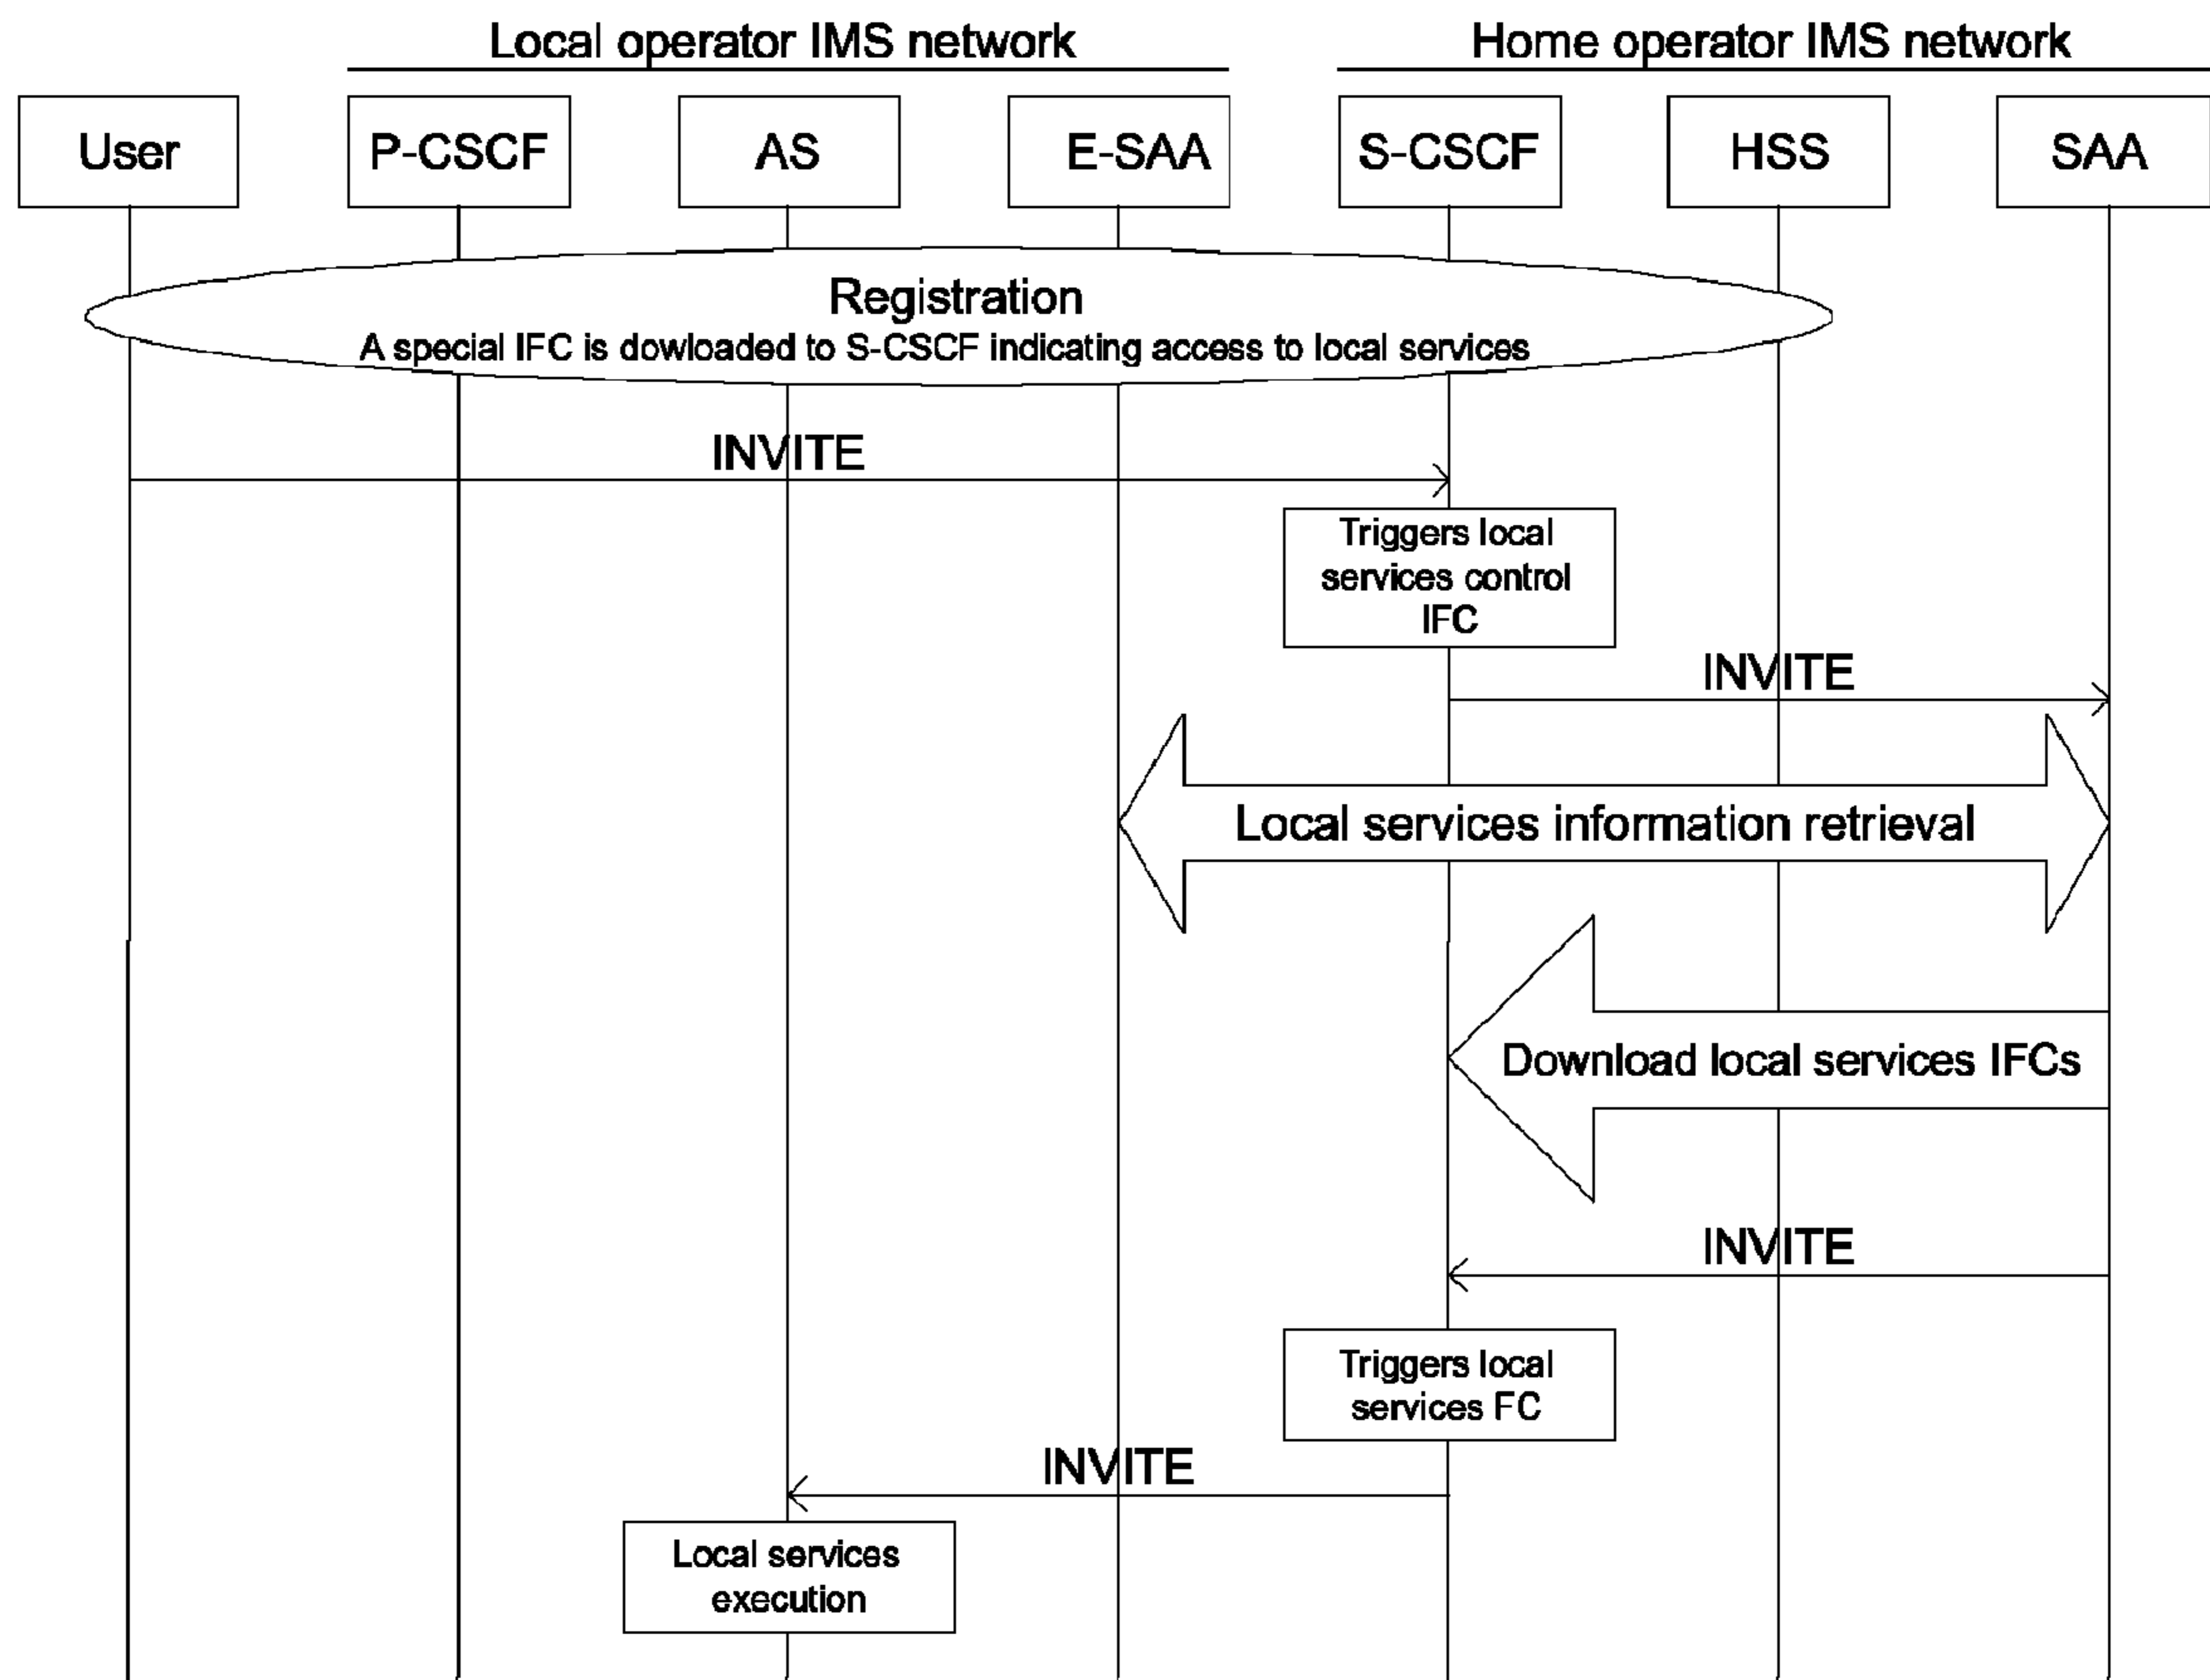 Local operator IMS network
Home operator IMS network
User
P-CSCF
AS
E-SAA
S-CSCF
HSS
SAA
Registration
A special IFC is dowloaded to S-CSCF indicating access to local services
INVITE
Triggers local
services control
IFC
INVITE
Local services information retrieval
Download local services IFCs
INVITE
Triggers local
services FC
INVITE
Local services
execution